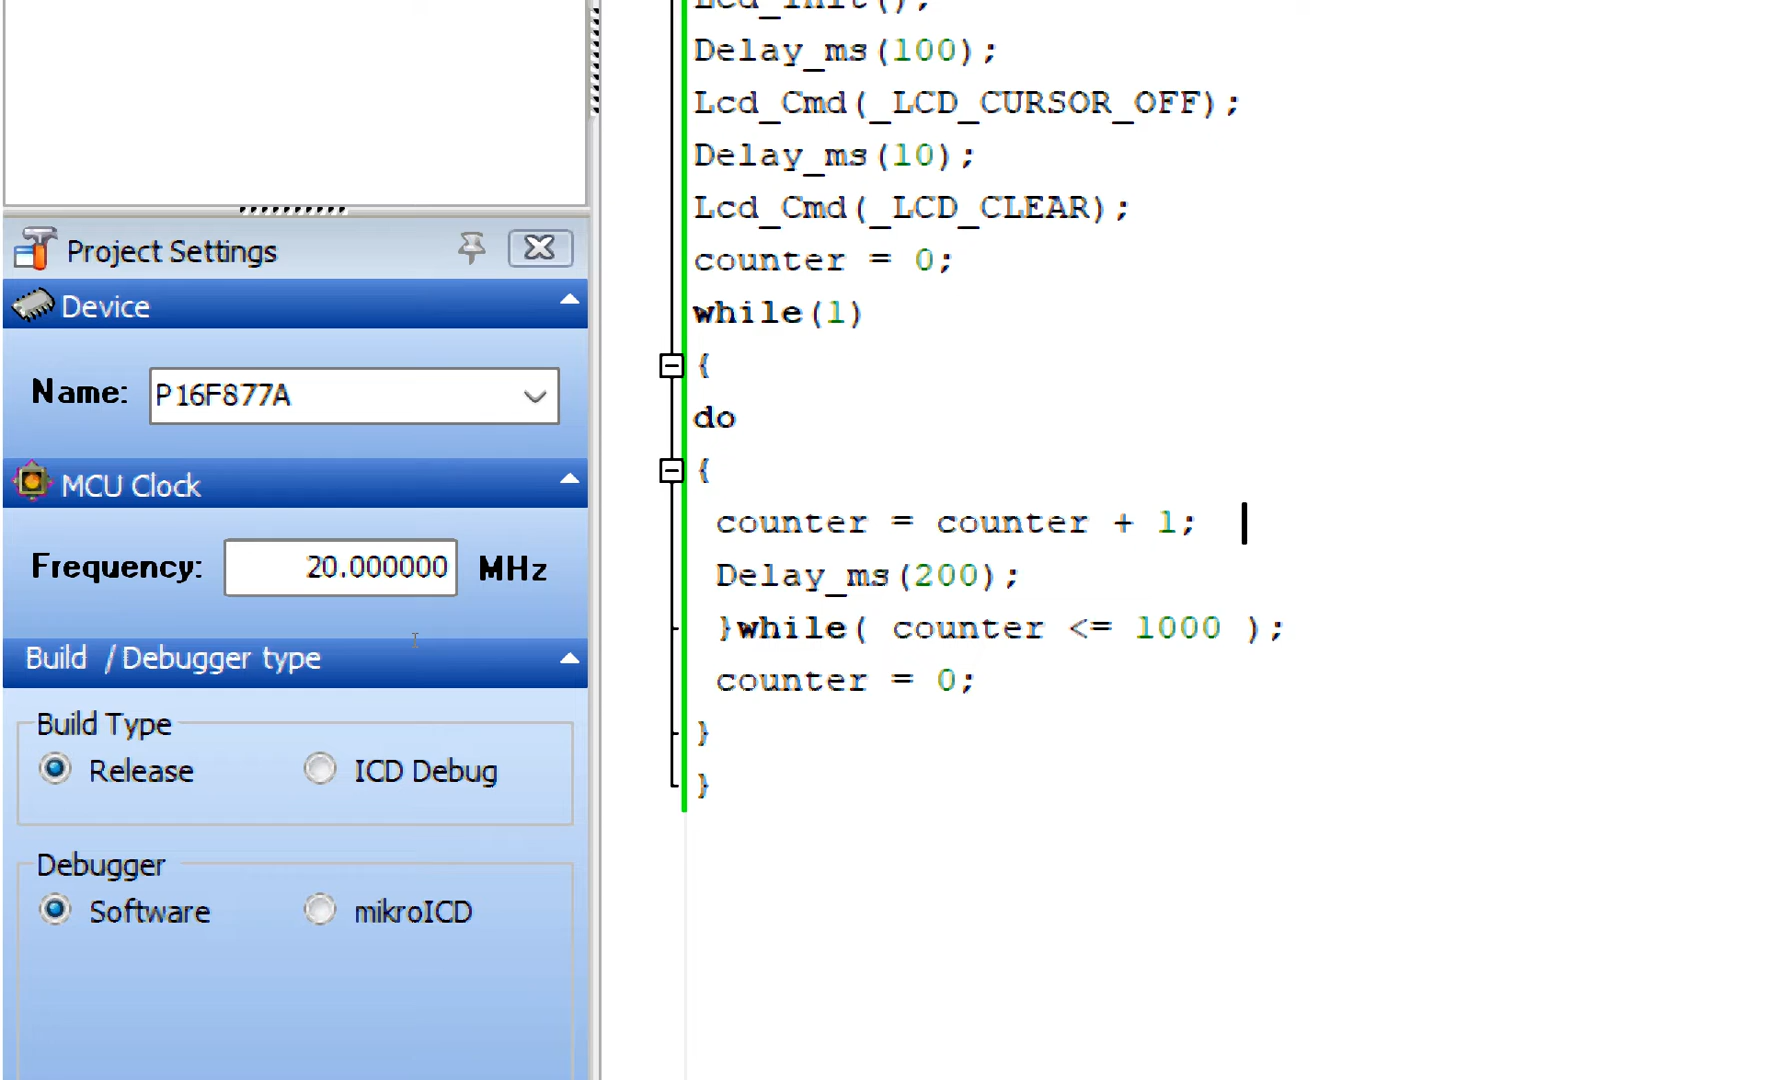 Project Settings
Device
Name: P16F877A
MCU Clock
Frequency: 20.000000 MHz
Build / Debugger type
Build Type
Release ICD Debug
Debugger
Software mikroICD
Lcd_Init();
Delay_ms(100);
Lcd_Cmd(_LCD_CURSOR_OFF);
Delay_ms(10);
Lcd_Cmd(_LCD_CLEAR);
counter = 0;
while(1)
{
do
{
counter = counter + 1;
Delay_ms(200);
}while( counter <= 1000 );
counter = 0;
}
}